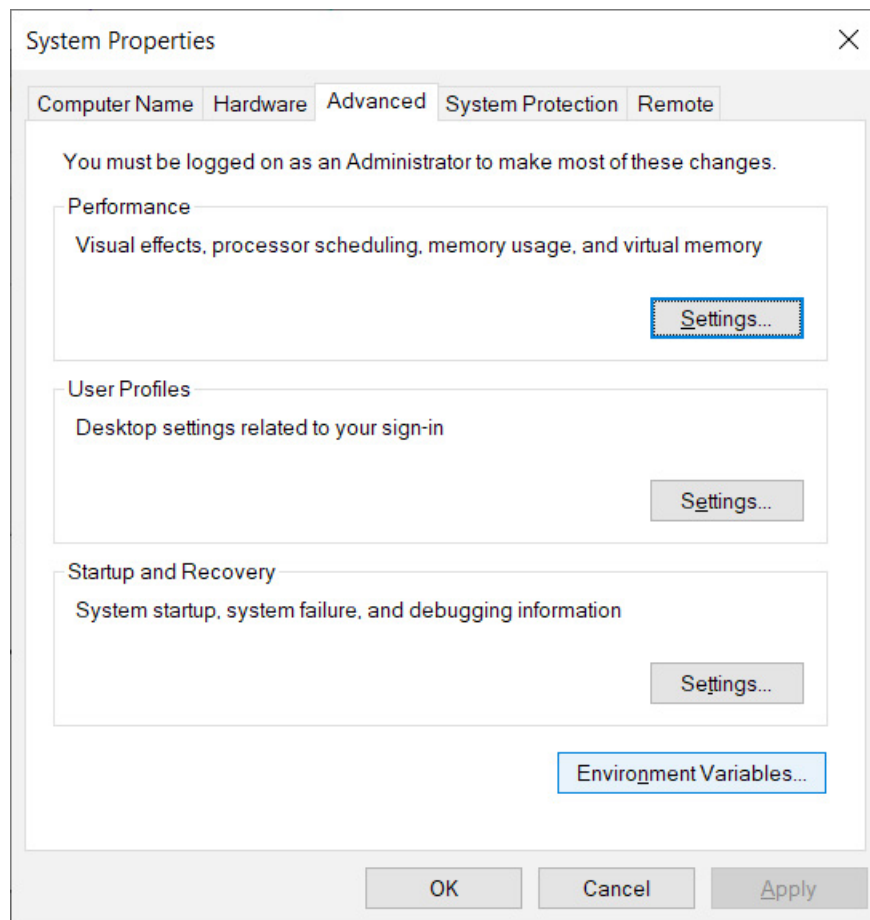 System Properties
Computer Name Hardware Advanced System Protection Remote
You must be logged on as an Administrator to make most of these changes.
Performance
Visual effects, processor scheduling, memory usage, and virtual memory
Settings...
User Profiles
Desktop settings related to your sign-in
Settings...
Startup and Recovery
System startup, system failure, and debugging information
Settings...
Environment Variables...
OK Cancel Apply